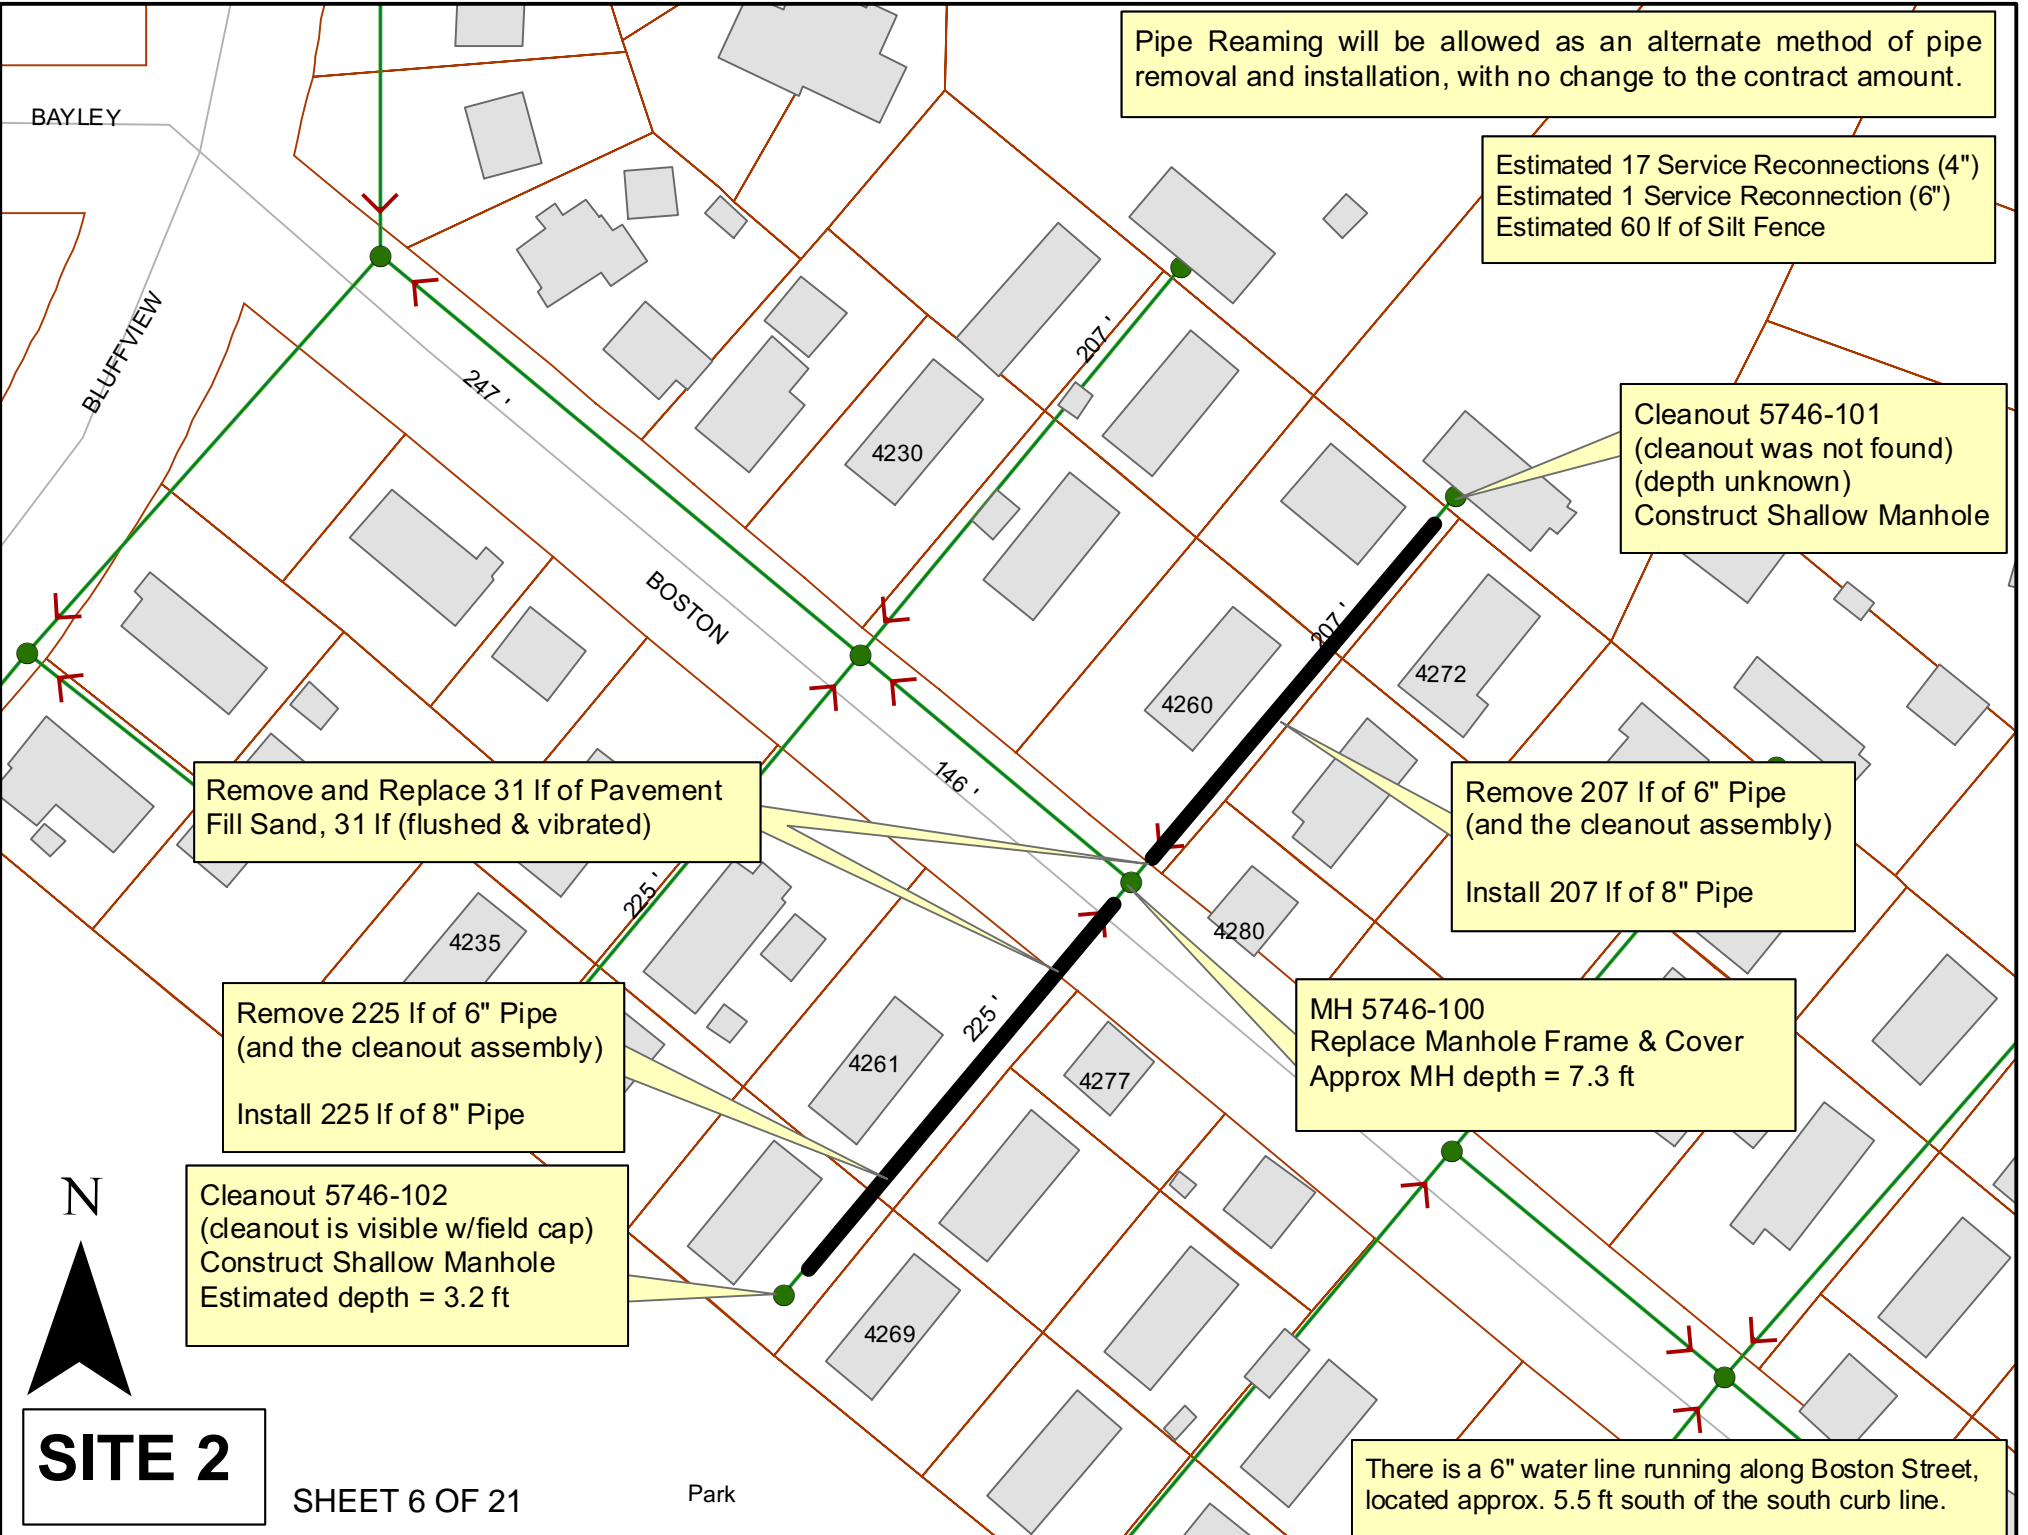 Pipe Reaming will be allowed as an alternate method of pipe
removal and installation, with no change to the contract amount.
BAYLEY
Estimated 17 Service Reconnections (4")
Estimated 1 Service Reconnection (6")
Estimated 60 lf of Silt Fence
BLUFFVIEW
247 '
207 '
4230
Cleanout 5746-101
(cleanout was not found)
(depth unknown)
Construct Shallow Manhole
BOSTON
207 '
4272
4260
146 '
Remove and Replace 31 lf of Pavement
Fill Sand, 31 lf (flushed & vibrated)
Remove 207 lf of 6" Pipe
(and the cleanout assembly)
Install 207 lf of 8" Pipe
225 '
4235
4280
Remove 225 lf of 6" Pipe
(and the cleanout assembly)
Install 225 lf of 8" Pipe
225 '
4261
4277
MH 5746-100
Replace Manhole Frame & Cover
Approx MH depth = 7.3 ft
N
Cleanout 5746-102
(cleanout is visible w/field cap)
Construct Shallow Manhole
Estimated depth = 3.2 ft
4269
SITE 2
SHEET 6 OF 21
Park
There is a 6" water line running along Boston Street,
located approx. 5.5 ft south of the south curb line.